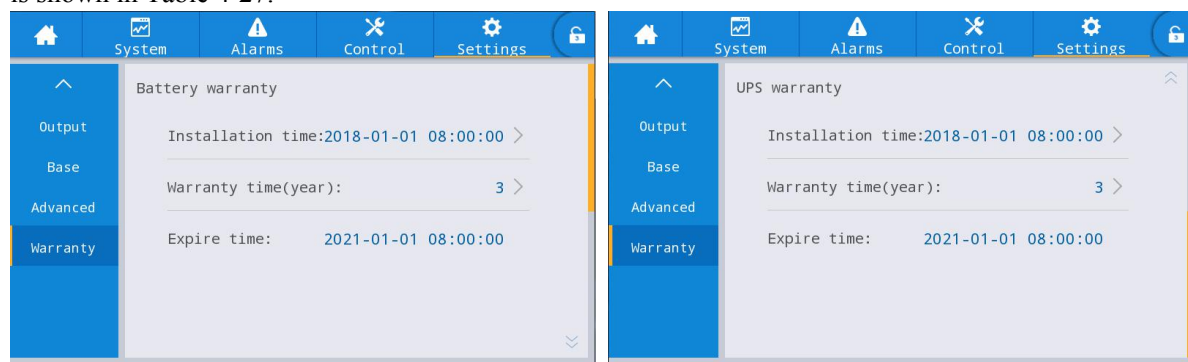 is shown in Table 4-27.
System Alarms Control Settings 3
Output
Base
Advanced
Warranty
Battery warranty
Installation time:2018-01-01 08:00:00 >
Warranty time(year): 3 >
Expire time: 2021-01-01 08:00:00
System Alarms Control Settings 3
Output
Base
Advanced
Warranty
UPS warranty
Installation time:2018-01-01 08:00:00 >
Warranty time(year): 3 >
Expire time: 2021-01-01 08:00:00